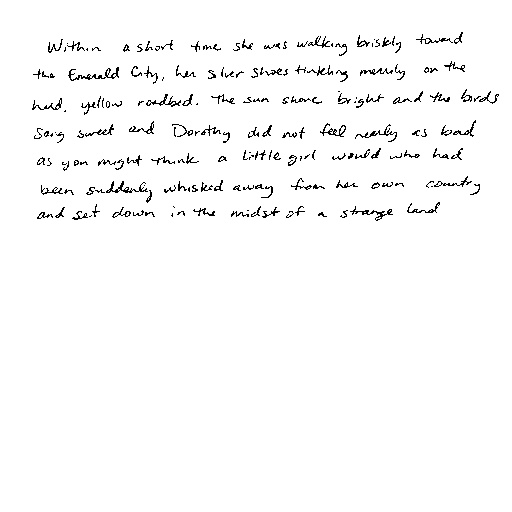 Within a short time she was walking briskly toward
the Emerald City, her silver shoes tinkling merrily on the
hard, yellow roadbed. The sun shone bright and the birds
sang sweet and Dorothy did not feel nearly as bad
as you might think a little girl would who had
been suddenly whisked away from her own country
and set down in the midst of a strange land